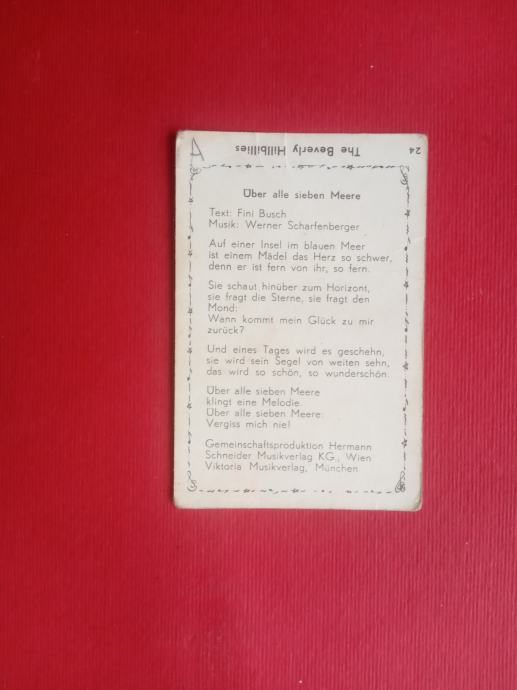 24
The Beverly Hillbillies
A
Über alle sieben Meere
Text: Fini Busch
Musik: Werner Scharfenberger
Auf einer Insel im blauen Meer
ist einem Mädel das Herz so schwer,
denn er ist fern von ihr, so fern.
Sie schaut hinüber zum Horizont,
sie fragt die Sterne, sie fragt den
Mond:
Wann kommt mein Glück zu mir
zurück?
Und eines Tages wird es geschehn,
sie wird sein Segel von weiten sehn,
das wird so schön, so wunderschön.
Über alle sieben Meere
klingt eine Melodie.
Über alle sieben Meere:
Vergiss mich nie!
Gemeinschaftsproduktion Hermann
Schneider Musikverlag KG., Wien
Viktoria Musikverlag, München